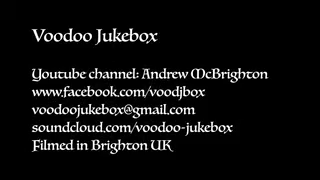 Voodoo Jukebox
Youtube channel: Andrew McBrighton
www.facebook.com/voodjbox
voodoojukebox@gmail.com
soundcloud.com/voodoo-jukebox
Filmed in Brighton UK